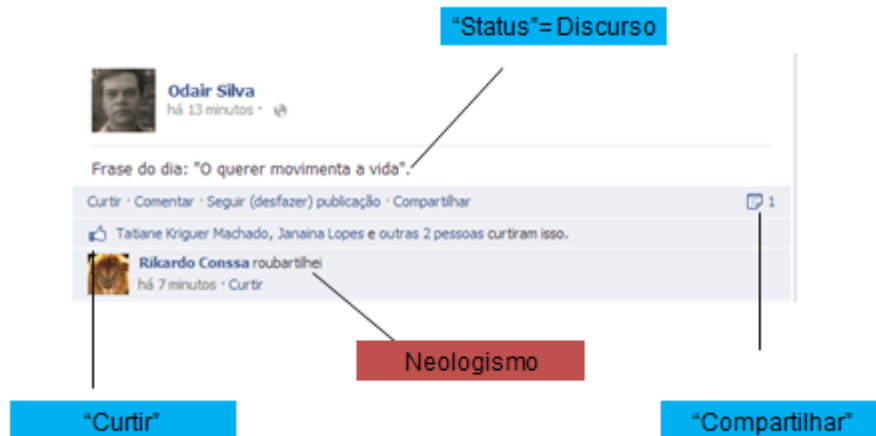 “Status”= Discurso
Odair Silva
há 13 minutos ·
Frase do dia: "O querer movimenta a vida".
Curtir · Comentar · Seguir (desfazer) publicação · Compartilhar 1
Tatiane Kriguer Machado, Janaina Lopes e outras 2 pessoas curtiram isso.
Rikardo Conssa roubartilhei
há 7 minutos · Curtir
Neologismo
“Curtir” “Compartilhar”